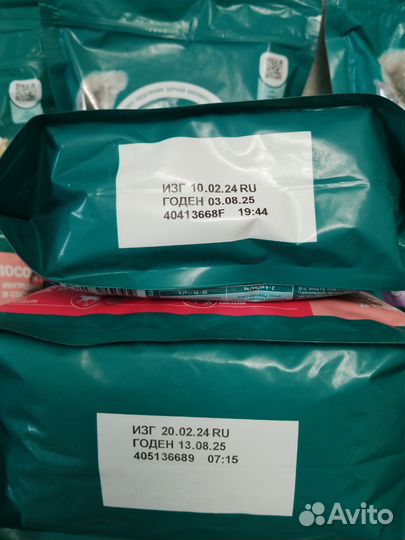 ИЗГ 10.02.24 RU
ГОДЕН 03.08.25
40413668F 19:44
ИЗГ 20.02.24 RU
ГОДЕН 13.08.25
405136689 07:15
Avito